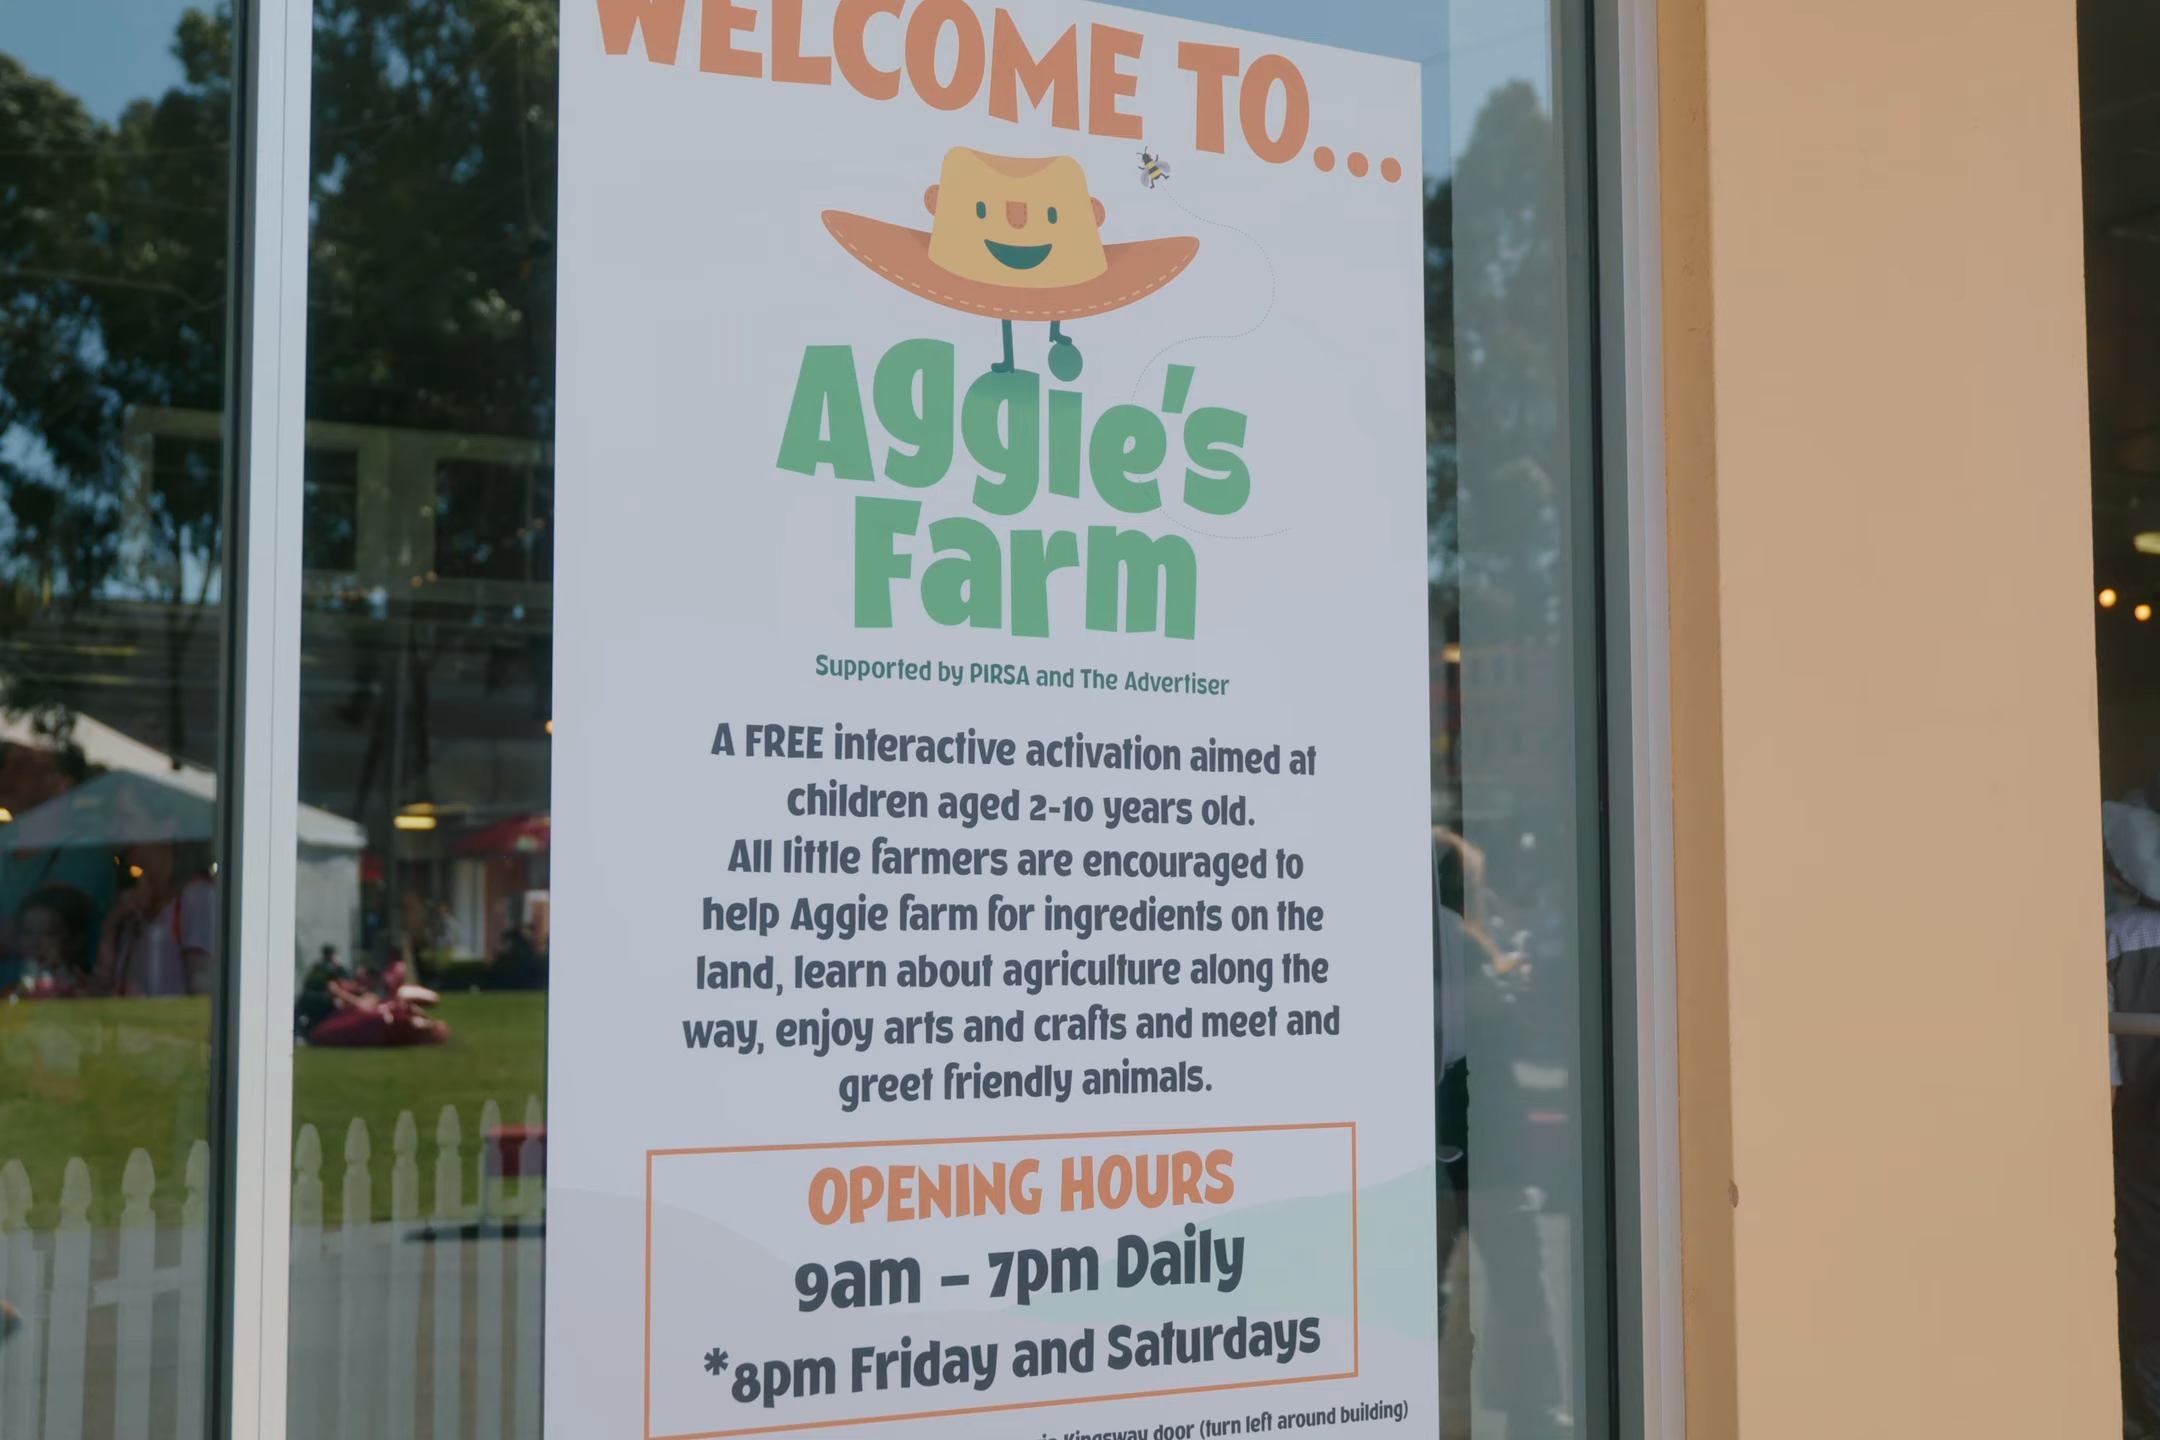 WELCOME TO...
Aggie's
Farm
Supported by PIRSA and The Advertiser
A FREE interactive activation aimed at
children aged 2-10 years old.
All little farmers are encouraged to
help Aggie farm for ingredients on the
land, learn about agriculture along the
way, enjoy arts and crafts and meet and
greet friendly animals.
OPENING HOURS
9am – 7pm Daily
*8pm Friday and Saturdays
Kingsway door (turn left around building)